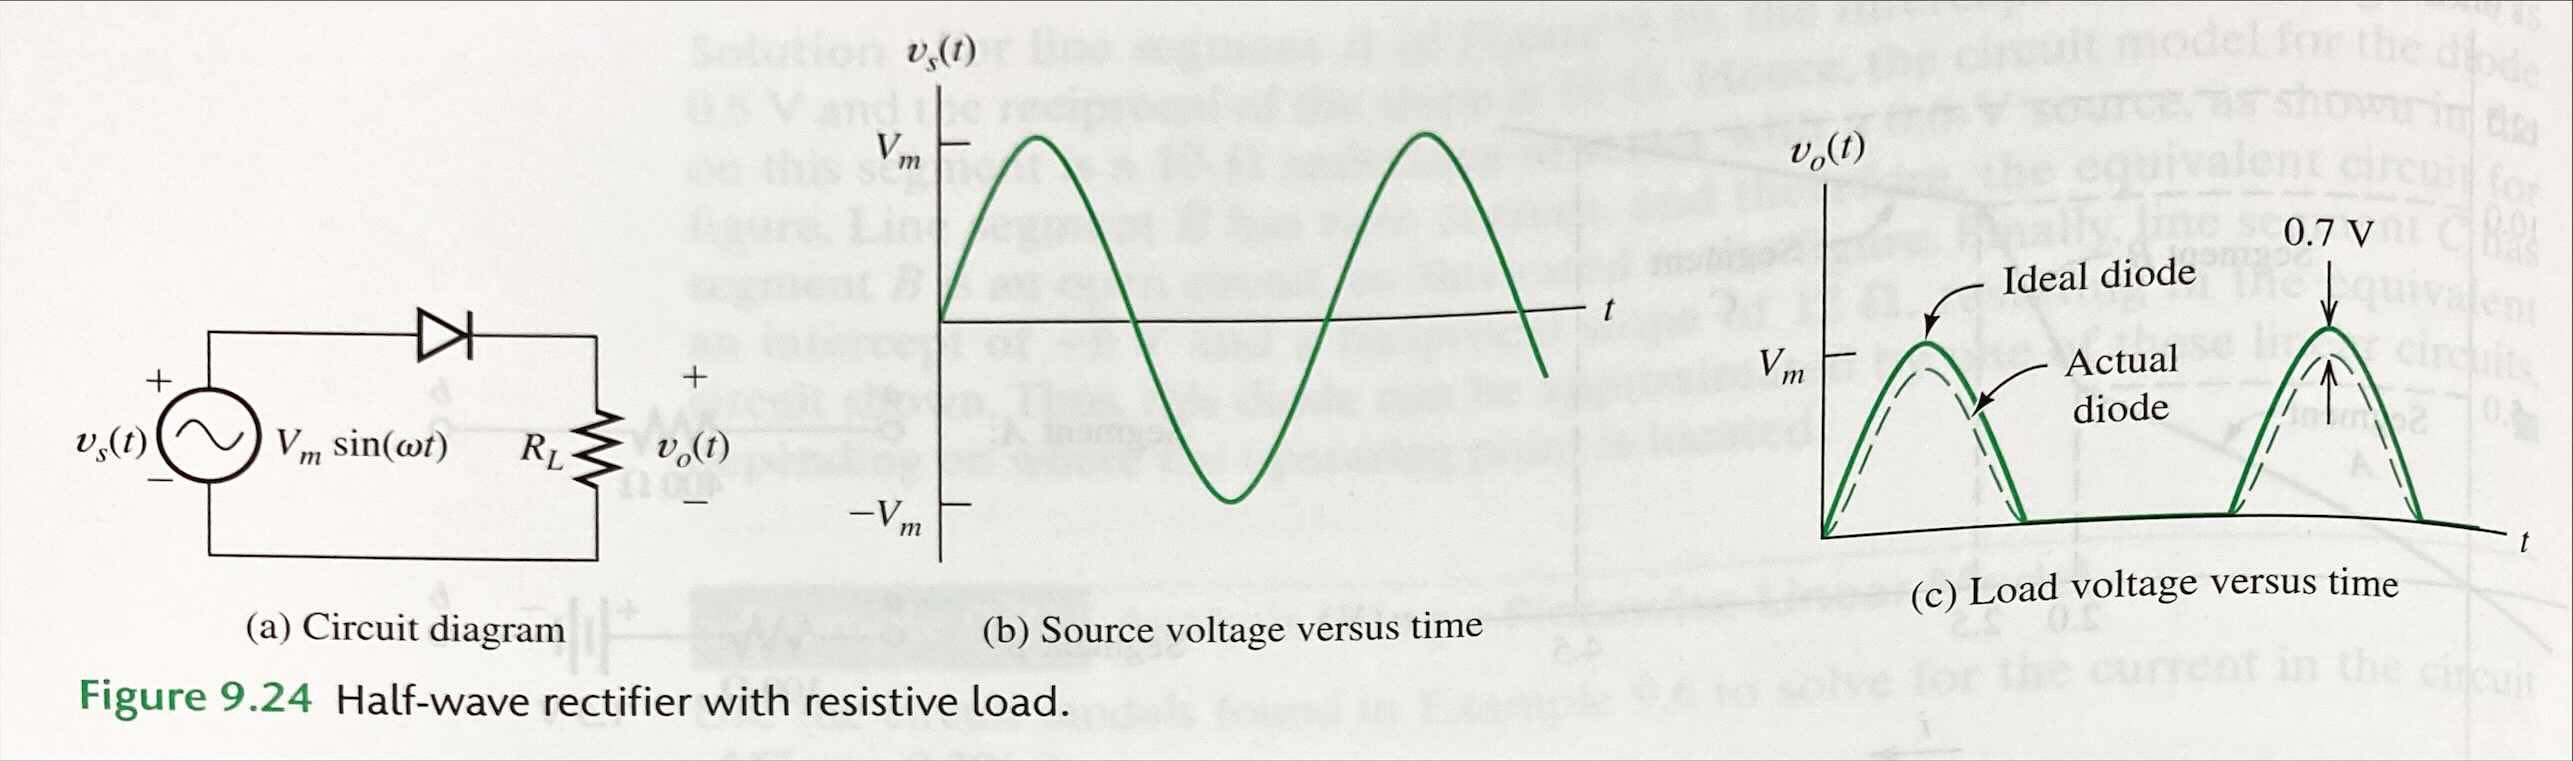 v_s(t)
V_m
−V_m
t
+
v_s(t)
−
V_m sin(ωt)
R_L
+
v_o(t)
−
v_o(t)
V_m
0.7 V
Ideal diode
Actual
diode
t
(a) Circuit diagram
(b) Source voltage versus time
(c) Load voltage versus time
Figure 9.24 Half-wave rectifier with resistive load.